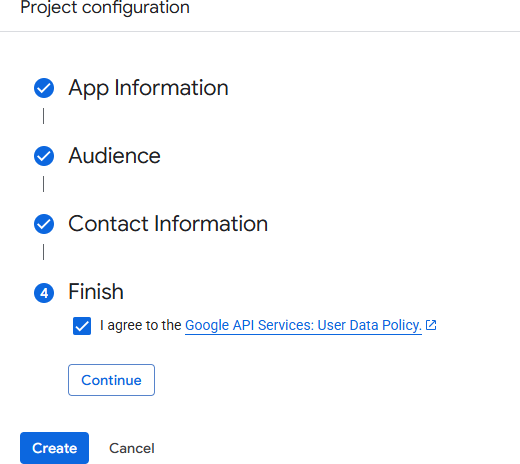 Project configuration
App Information
Audience
Contact Information
4 Finish
I agree to the Google API Services: User Data Policy.
Continue
Create Cancel